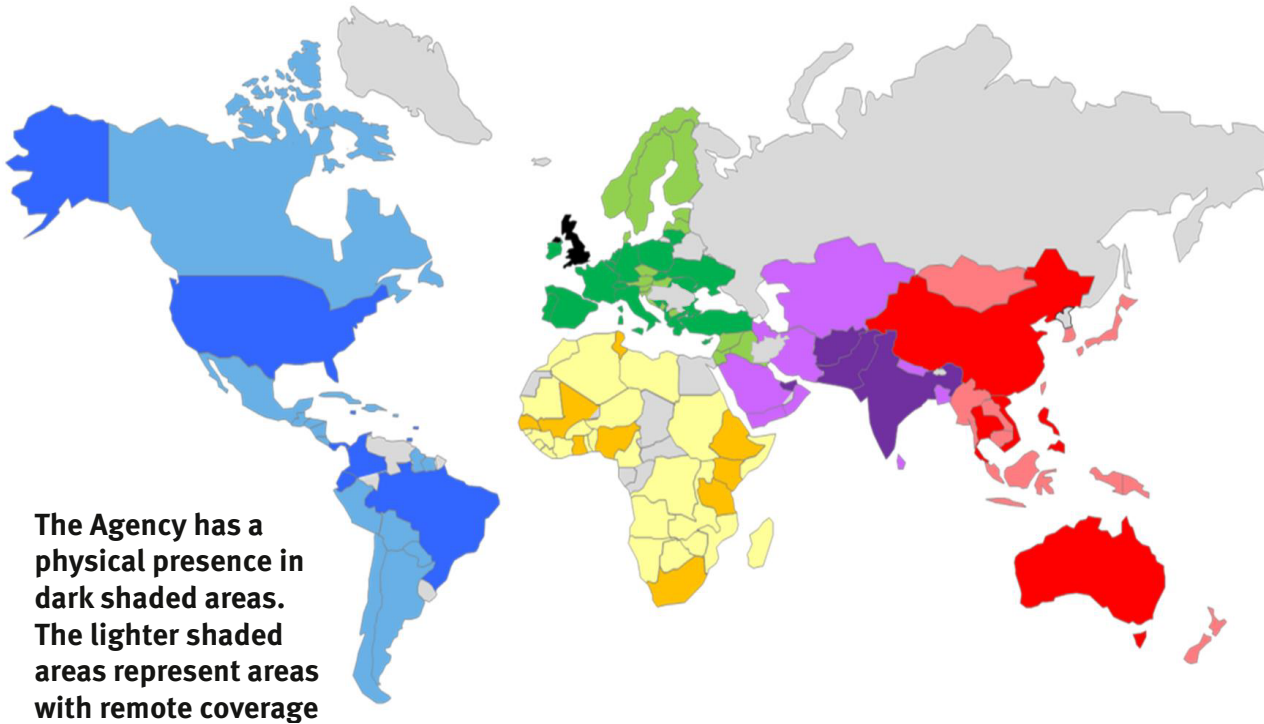 The Agency has a
physical presence in
dark shaded areas.
The lighter shaded
areas represent areas
with remote coverage